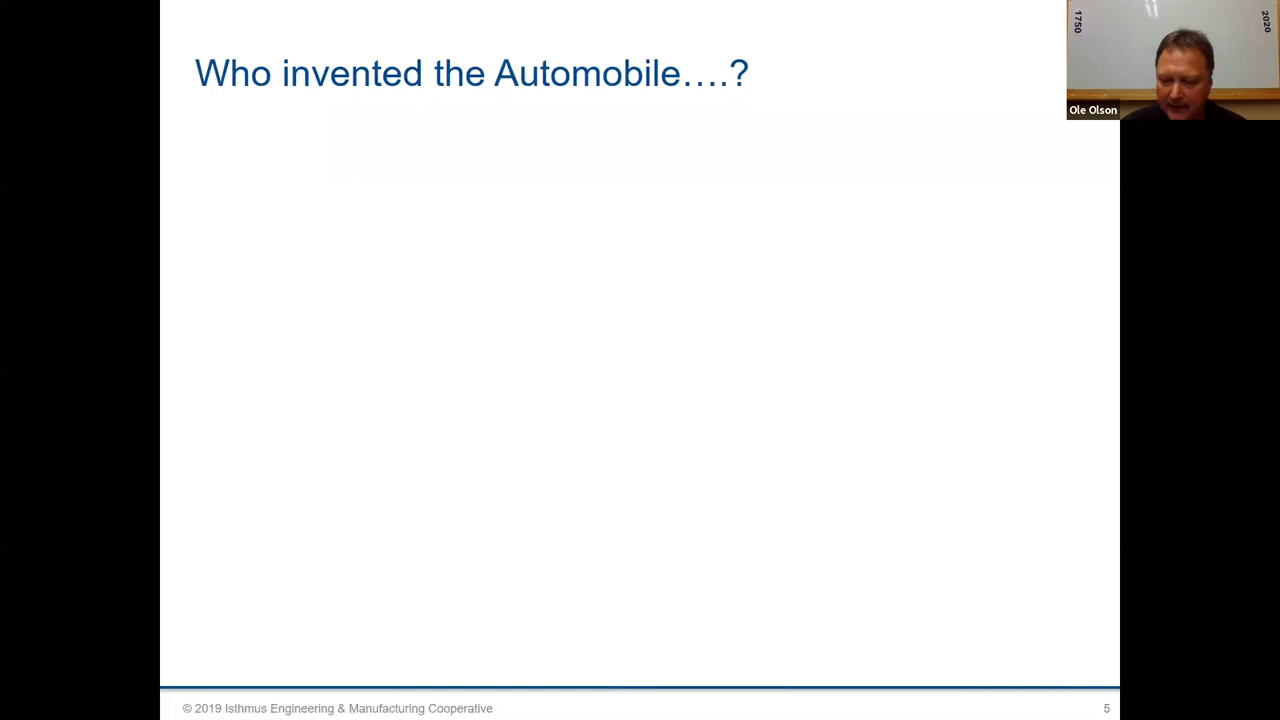 Who invented the Automobile….?
1750
2020
Ole Olson
© 2019 Isthmus Engineering & Manufacturing Cooperative
5